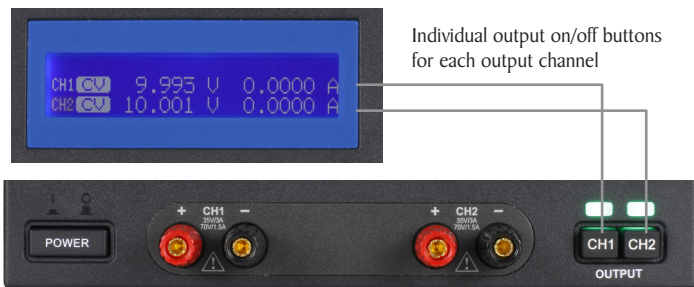 Individual output on/off buttons
for each output channel
CH1 CV 9.993 V 0.0000 A
CH2 CV 10.001 V 0.0000 A
POWER
+ CH1 −
35V/3A
70V/1.5A
+ CH2 −
35V/3A
70V/1.5A
CH1 CH2
OUTPUT